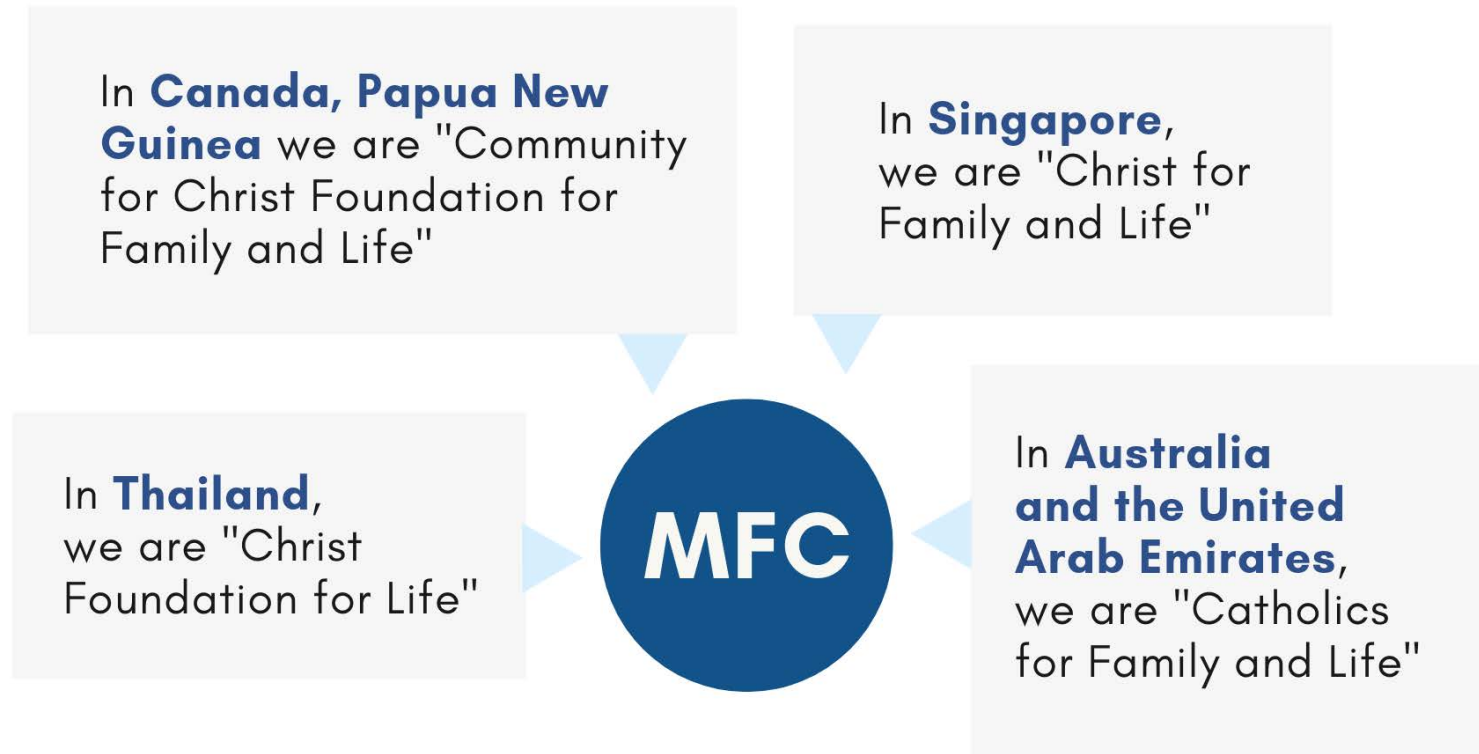 In Canada, Papua New
Guinea we are "Community
for Christ Foundation for
Family and Life"
In Singapore,
we are "Christ for
Family and Life"
In Thailand,
we are "Christ
Foundation for Life"
MFC
In Australia
and the United
Arab Emirates,
we are "Catholics
for Family and Life"